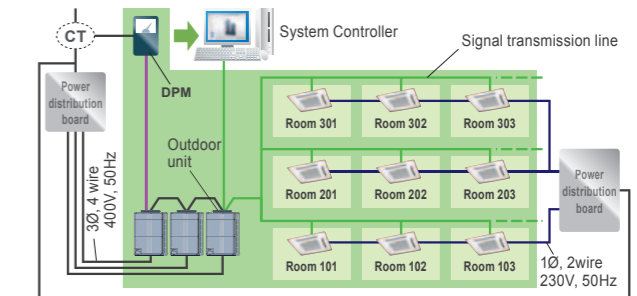 CT
System Controller
Signal transmission line
DPM
Power
distribution
board
Outdoor
unit
3Ø, 4 wire
400V, 50Hz
Room 301
Room 302
Room 303
Room 201
Room 202
Room 203
Power
distribution
board
Room 101
Room 102
Room 103
1Ø, 2wire
230V, 50Hz